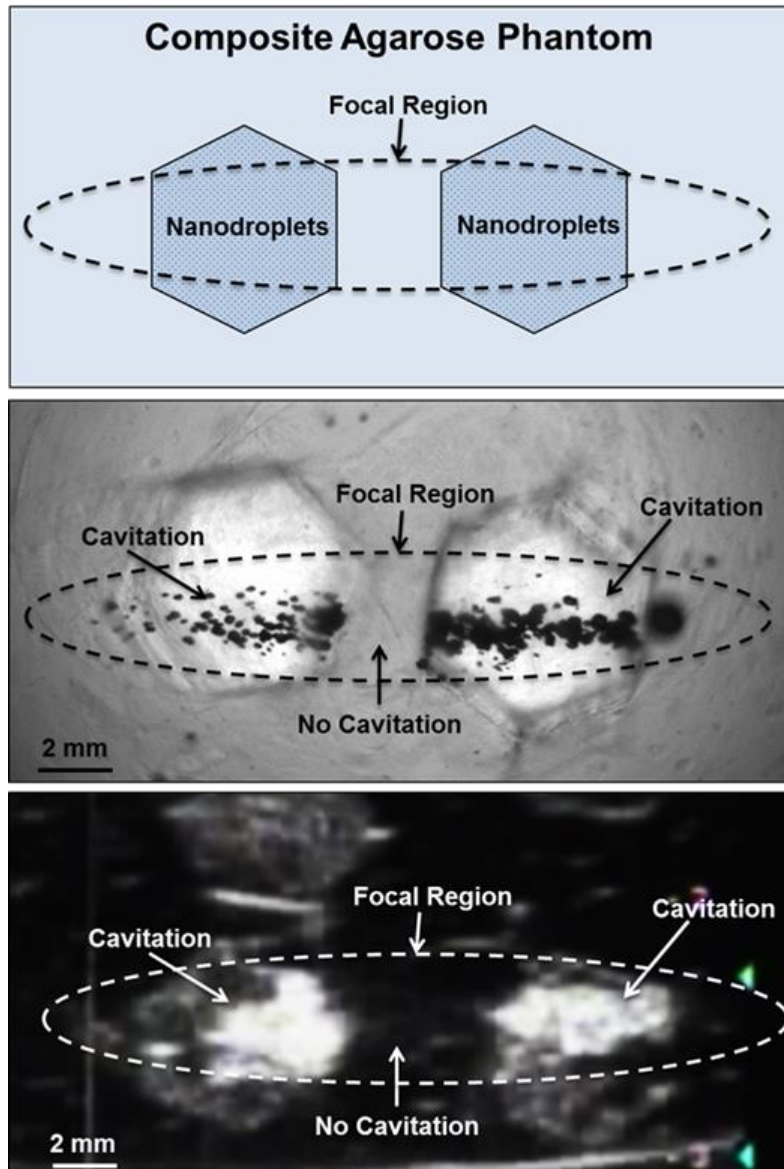 Composite Agarose Phantom
Focal Region
Nanodroplets
Nanodroplets
Focal Region
Cavitation
Cavitation
No Cavitation
2 mm
Focal Region
Cavitation
Cavitation
No Cavitation
2 mm